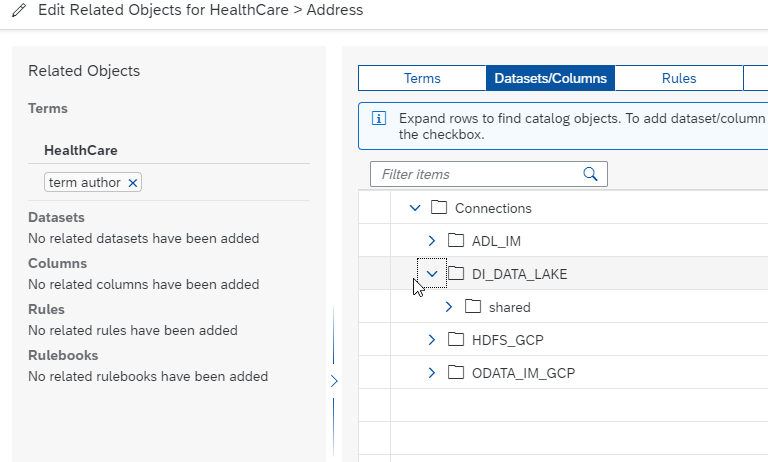 Edit Related Objects for HealthCare > Address
Related Objects
Terms
HealthCare
term author
Datasets
No related datasets have been added
Columns
No related columns have been added
Rules
No related rules have been added
Rulebooks
No related rulebooks have been added
Terms
Datasets/Columns
Rules
Expand rows to find catalog objects. To add dataset/column
the checkbox.
Filter items
Connections
ADL_IM
DI_DATA_LAKE
shared
HDFS_GCP
ODATA_IM_GCP